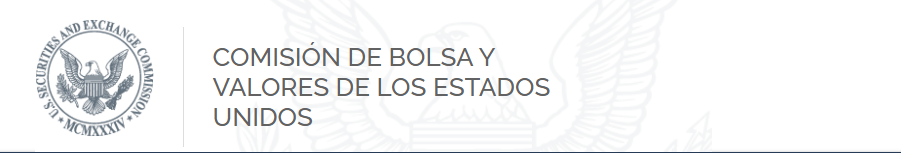 U.S. SECURITIES AND EXCHANGE COMMISSION
MCMXXXIV
COMISIÓN DE BOLSA Y
VALORES DE LOS ESTADOS
UNIDOS